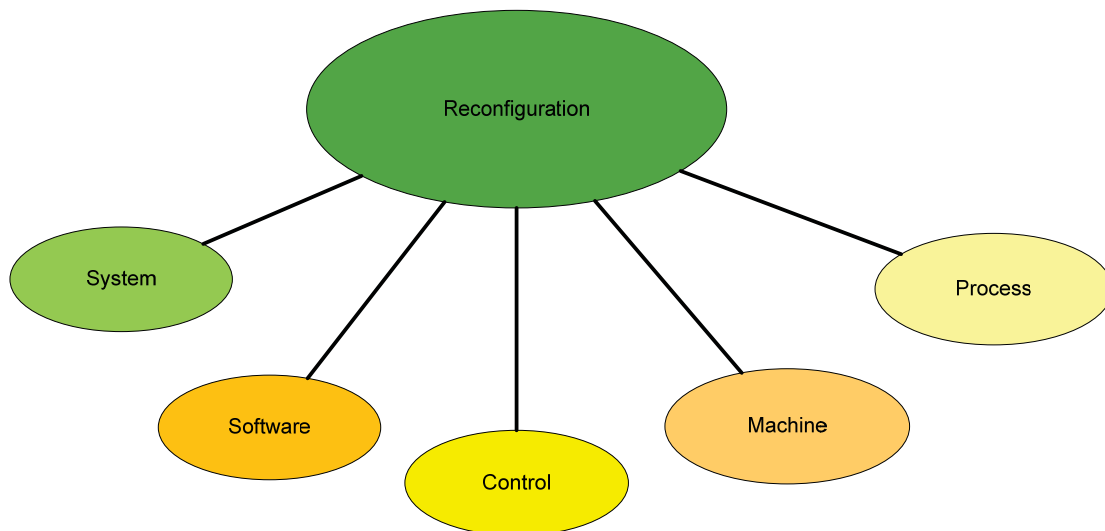 Reconfiguration
System
Process
Software
Machine
Control